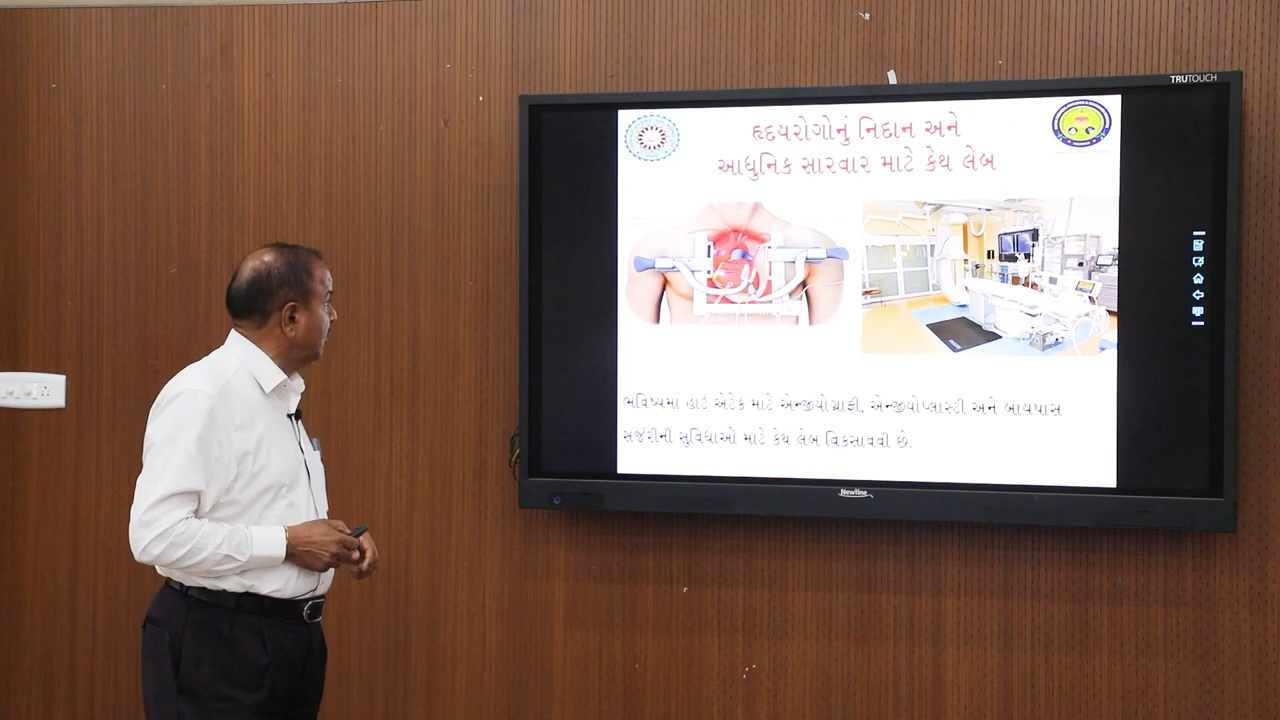 TRUTOUCH
હૃદયરોગોનું નિદાન અને
આધુનિક સારવાર માટે કેથ લેબ
ભવિષ્યમાં હાર્ટ એટેક માટે એન્જીયોગ્રાફી, એન્જીયોપ્લાસ્ટી અને બાયપાસ
સર્જરીની સુવિધાઓ માટે કેથ લેબ વિકસાવવી છે.
Newline